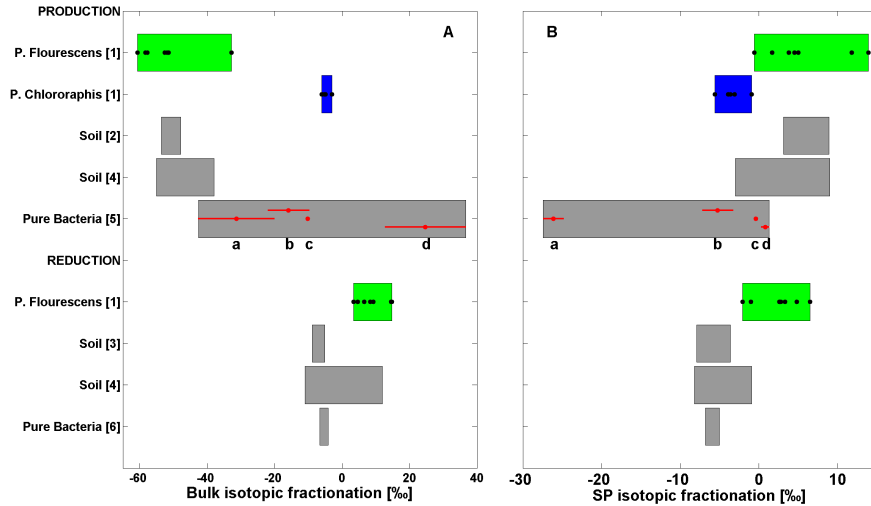 PRODUCTION
A
B
P. Flourescens [1]
P. Chlororaphis [1]
Soil [2]
Soil [4]
Pure Bacteria [5]
a b c d
a b c d
REDUCTION
P. Flourescens [1]
Soil [3]
Soil [4]
Pure Bacteria [6]
-60 -40 -20 0 20 40
-30 -20 -10 0 10
Bulk isotopic fractionation [‰]
SP isotopic fractionation [‰]